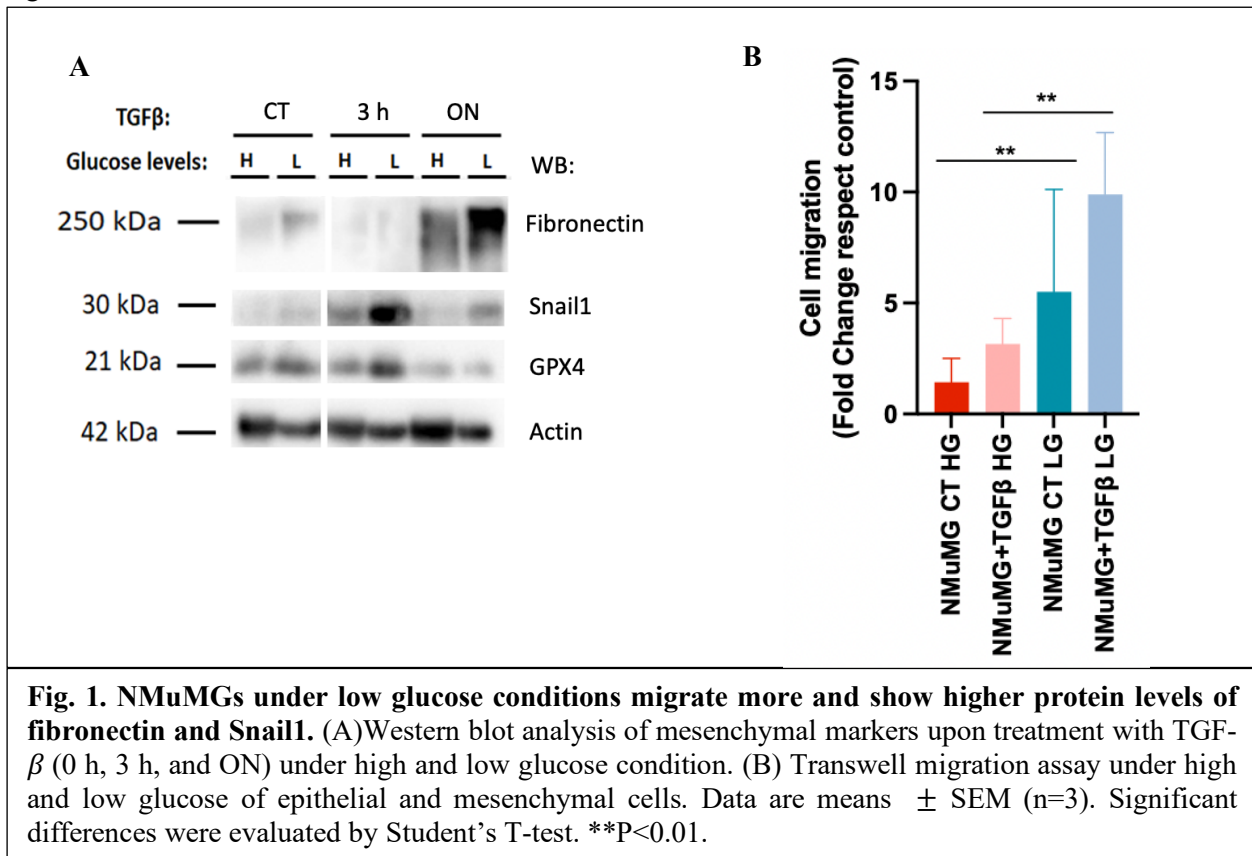 A
TGFβ: CT 3 h ON
Glucose levels: H L H L H L WB:
250 kDa Fibronectin
30 kDa Snail1
21 kDa GPX4
42 kDa Actin
B
Cell migration
(Fold Change respect control)
15
10
5
0
**
**
NMuMG CT HG
NMuMG+TGFβ HG
NMuMG CT LG
NMuMG+TGFβ LG
Fig. 1. NMuMGs under low glucose conditions migrate more and show higher protein levels of
fibronectin and Snail1. (A)Western blot analysis of mesenchymal markers upon treatment with TGF-
β (0 h, 3 h, and ON) under high and low glucose condition. (B) Transwell migration assay under high
and low glucose of epithelial and mesenchymal cells. Data are means ± SEM (n=3). Significant
differences were evaluated by Student’s T-test. **P<0.01.